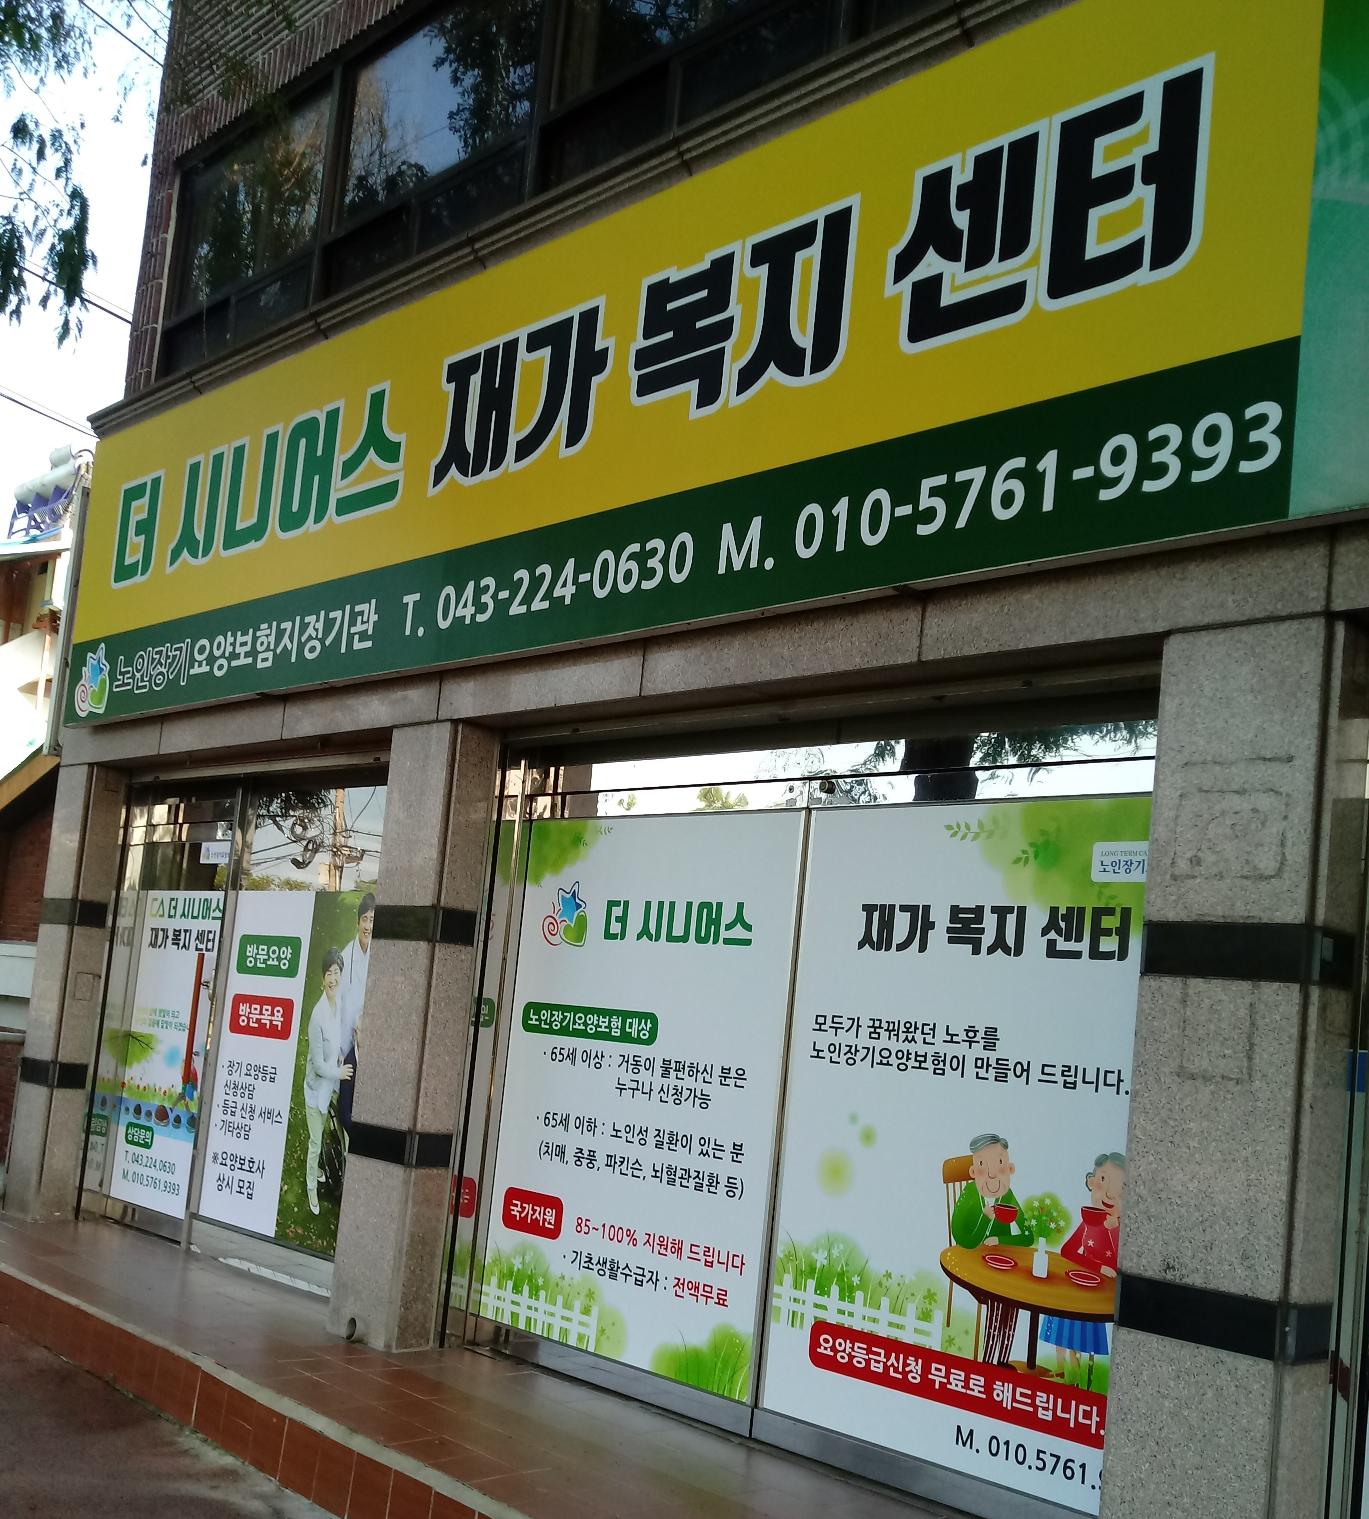 더 시니어스 재가 복지 센터
노인장기요양보험지정기관 T. 043-224-0630 M. 010-5761-9393
더 시니어스
재가 복지 센터
상담문의
T. 043.224.0630
M. 010.5761.9393
방문요양
방문목욕
· 장기 요양등급
신청상담
· 등급 신청 서비스
· 기타상담
※요양보호사
상시 모집
더 시니어스
노인장기요양보험 대상
· 65세 이상 : 거동이 불편하신 분은
누구나 신청가능
· 65세 이하 : 노인성 질환이 있는 분
(치매, 중풍, 파킨슨, 뇌혈관질환 등)
국가지원 85~100% 지원해 드립니다
· 기초생활수급자 : 전액무료
LONG TERM CA
노인장기
재가 복지 센터
모두가 꿈꿔왔던 노후를
노인장기요양보험이 만들어 드립니다.
요양등급신청 무료로 해드립니다.
M. 010.5761.